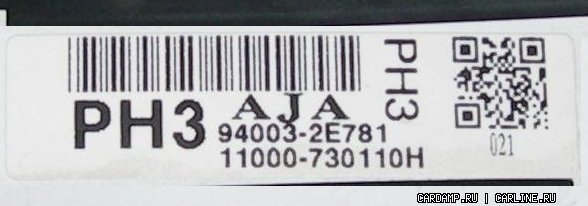 PH3
AJA
94003-2E781
11000-730110H
PH3
021
CARDAMP.RU | CARLINE.RU